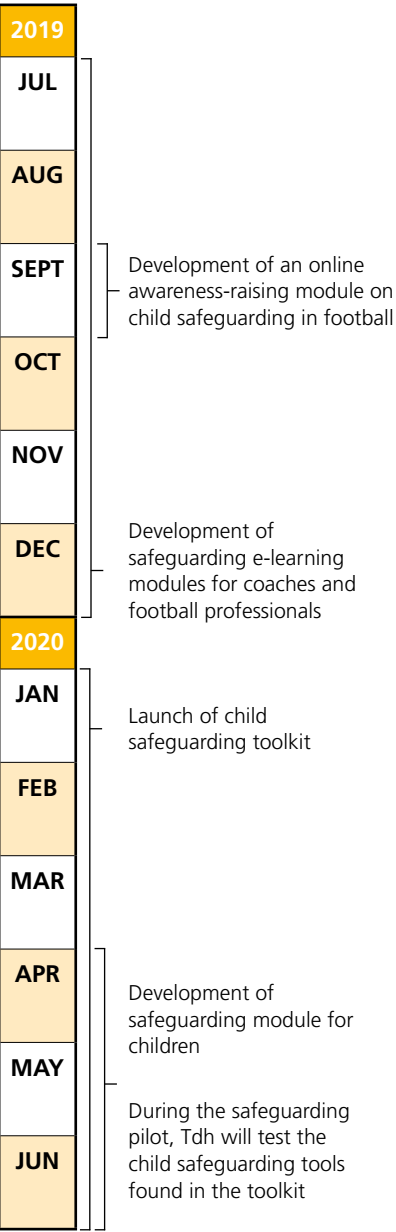 2019
JUL
AUG
SEPT
Development of an online
awareness-raising module on
child safeguarding in football
OCT
NOV
DEC
Development of
safeguarding e-learning
modules for coaches and
football professionals
2020
JAN
Launch of child
safeguarding toolkit
FEB
MAR
APR
Development of
safeguarding module for
children
MAY
JUN
During the safeguarding
pilot, Tdh will test the
child safeguarding tools
found in the toolkit